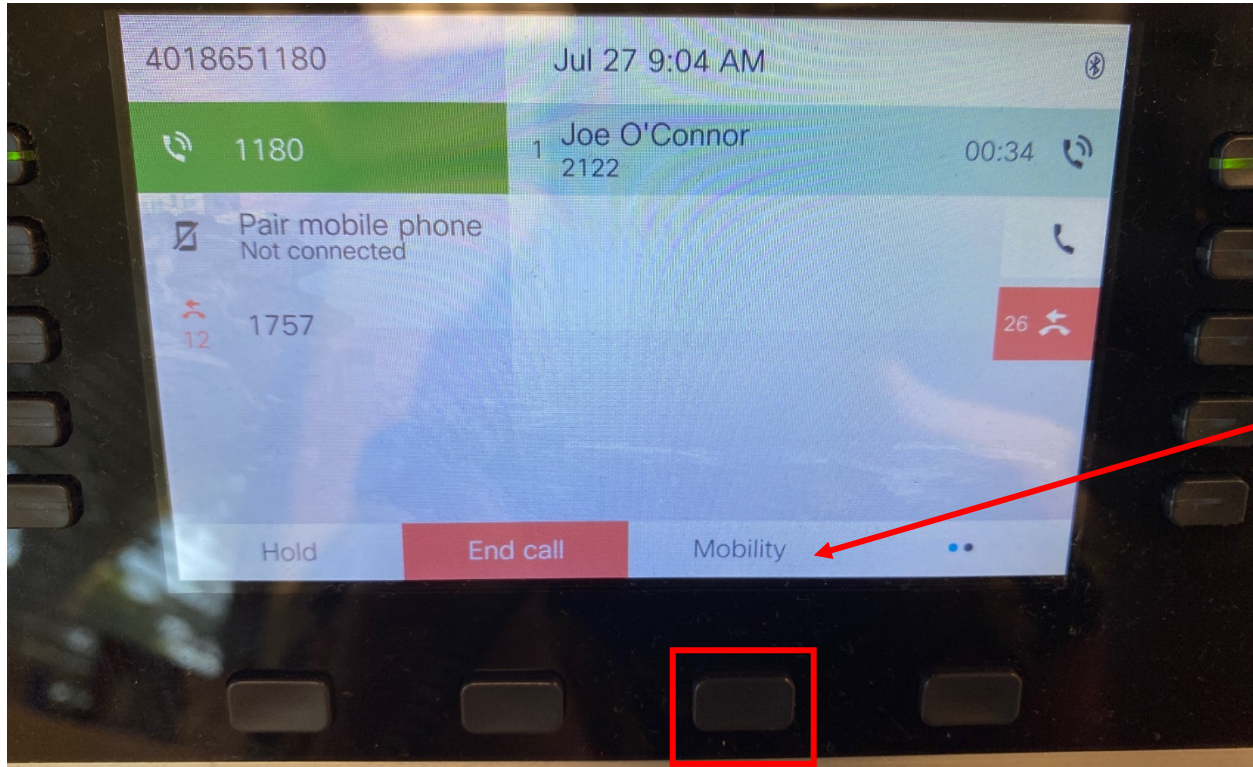 4018651180
Jul 27 9:04 AM
1180
1 Joe O'Connor
2122
00:34
Pair mobile phone
Not connected
12
1757
26
Hold
End call
Mobility